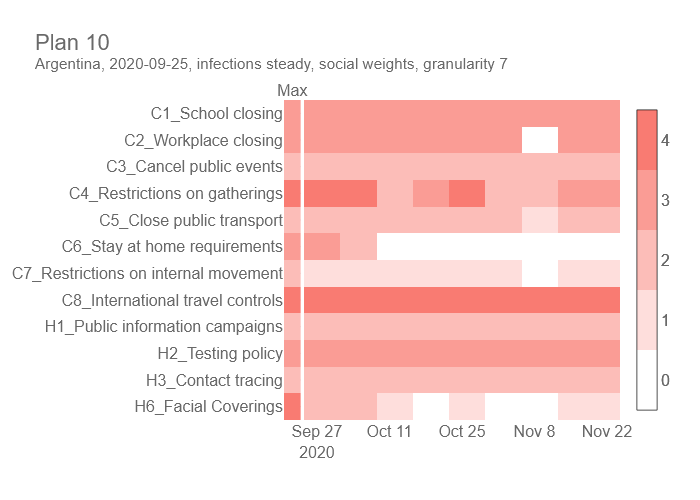 Plan 10
Argentina, 2020-09-25, infections steady, social weights, granularity 7
Max
C1_School closing
C2_Workplace closing
C3_Cancel public events
C4_Restrictions on gatherings
C5_Close public transport
C6_Stay at home requirements
C7_Restrictions on internal movement
C8_International travel controls
H1_Public information campaigns
H2_Testing policy
H3_Contact tracing
H6_Facial Coverings
Sep 27 Oct 11 Oct 25 Nov 8 Nov 22
2020
4
3
2
1
0